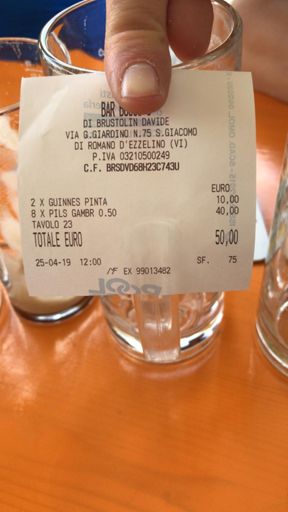 BAR
DI BRUSTOLIN DAVIDE
VIA G.GIARDINO N.75 S.GIACOMO
DI ROMANO D'EZZELINO (VI)
P.IVA 03210500249
C.F. BRSDVD68H23C743U
EURO
2 X GUINNES PINTA 10,00
8 X PILS GAMBR 0.50 40,00
TAVOLO 23
TOTALE EURO 50,00
25-04-19 12:00 SF. 75
/F EX 99013482